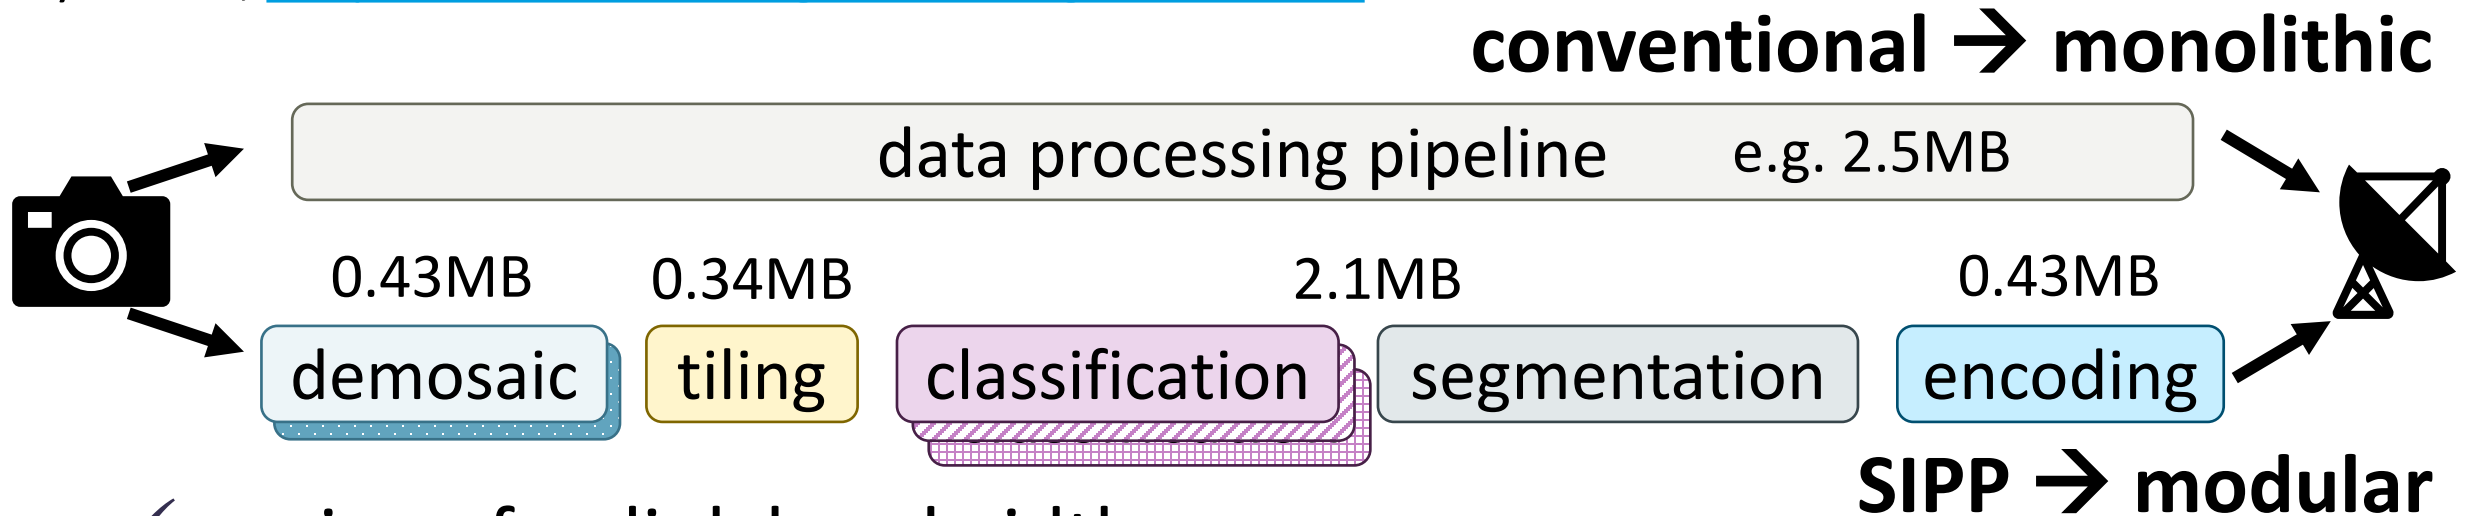 conventional → monolithic
data processing pipeline e.g. 2.5MB
0.43MB 0.34MB 2.1MB 0.43MB
demosaic tiling classification segmentation encoding
SIPP → modular